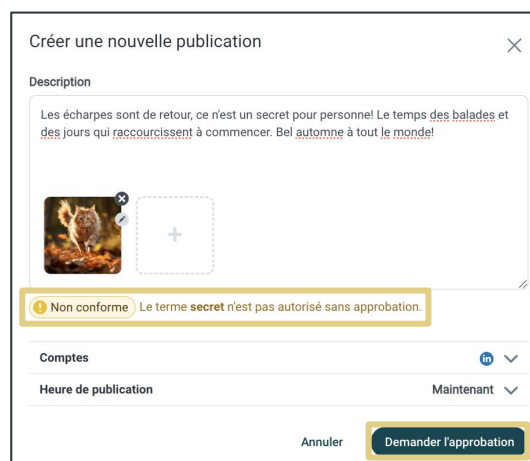 Créer une nouvelle publication
Description
Les écharpes sont de retour, ce n'est un secret pour personne! Le temps des balades et
des jours qui raccourcissent à commencer. Bel automne à tout le monde!
Non conforme Le terme secret n'est pas autorisé sans approbation.
Comptes in
Heure de publication Maintenant
Annuler Demander l'approbation